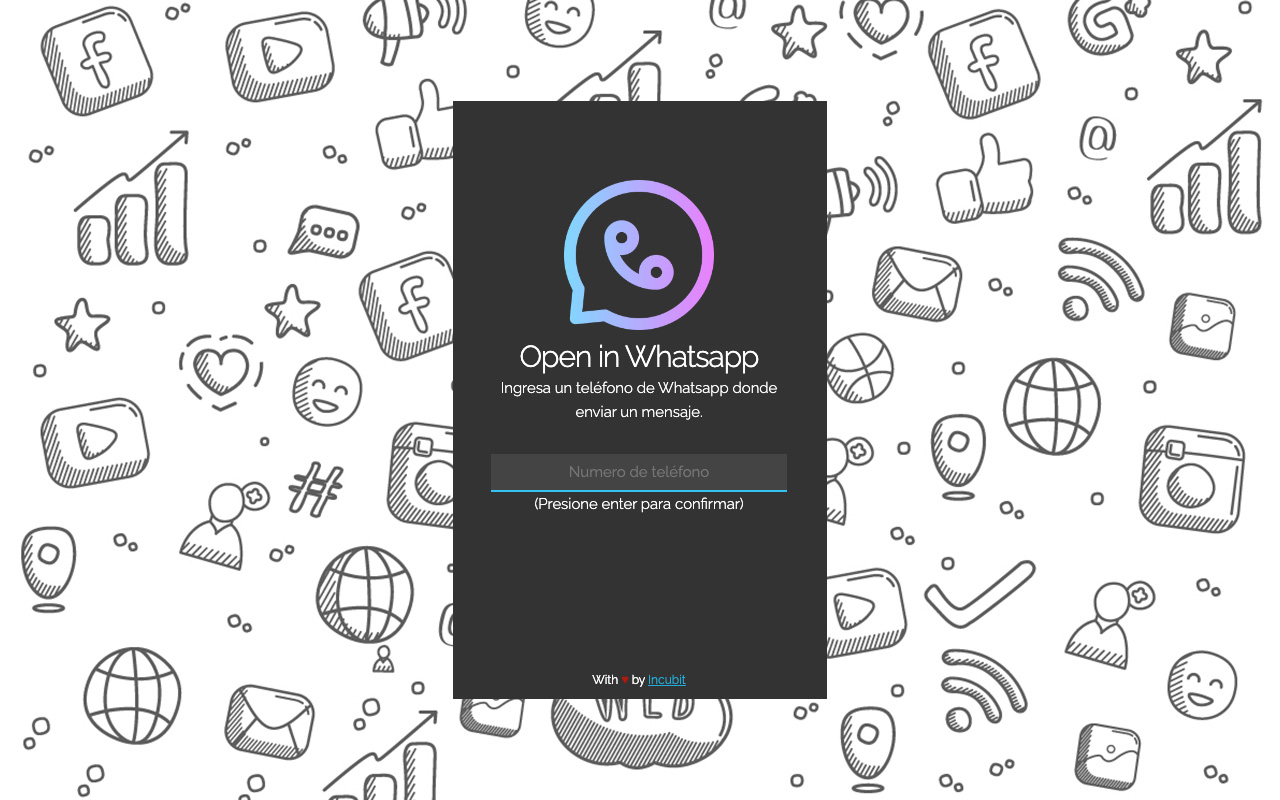 Open in Whatsapp
Ingresa un teléfono de Whatsapp donde
enviar un mensaje.
Numero de teléfono
(Presione enter para confirmar)
With ♥ by Incubit
WEB